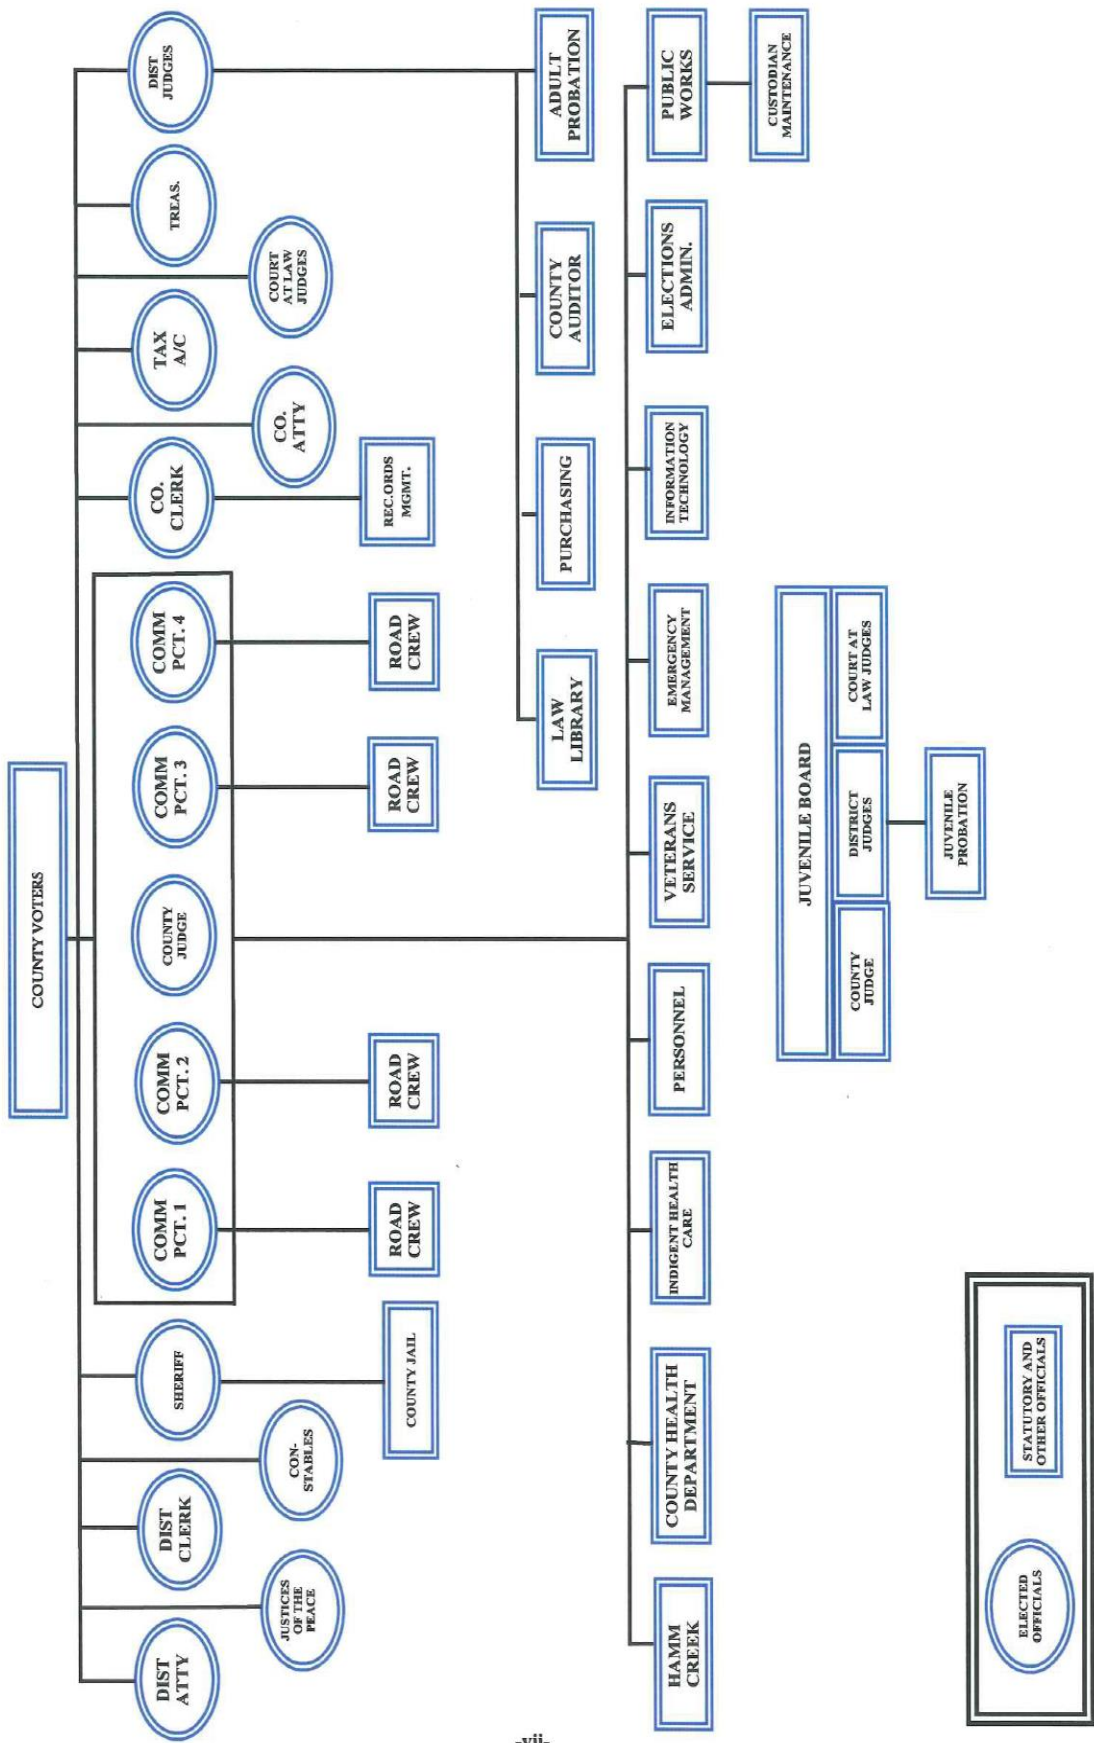 COUNTY VOTERS
DIST
ATTY
JUSTICES
OF THE
PEACE
DIST
CLERK
CON-
STABLES
SHERIFF
COUNTY JAIL
COMM
PCT. 1
ROAD
CREW
COMM
PCT. 2
ROAD
CREW
COUNTY
JUDGE
COMM
PCT. 3
ROAD
CREW
COMM
PCT. 4
ROAD
CREW
CO.
CLERK
REC.ORDS
MGMT.
CO.
ATTY
TAX
A/C
COURT
AT LAW
JUDGES
TREAS.
DIST
JUDGES
LAW
LIBRARY
PURCHASING
COUNTY
AUDITOR
ADULT
PROBATION
HAMM
CREEK
COUNTY HEALTH
DEPARTMENT
INDIGENT HEALTH
CARE
PERSONNEL
VETERANS
SERVICE
EMERGENCY
MANAGEMENT
INFORMATION
TECHNOLOGY
ELECTIONS
ADMIN.
PUBLIC
WORKS
CUSTODIAN
MAINTENANCE
JUVENILE BOARD
COUNTY
JUDGE
DISTRICT
JUDGES
COURT AT
LAW JUDGES
JUVENILE
PROBATION
ELECTED
OFFICIALS
STATUTORY AND
OTHER OFFICIALS
-vii-